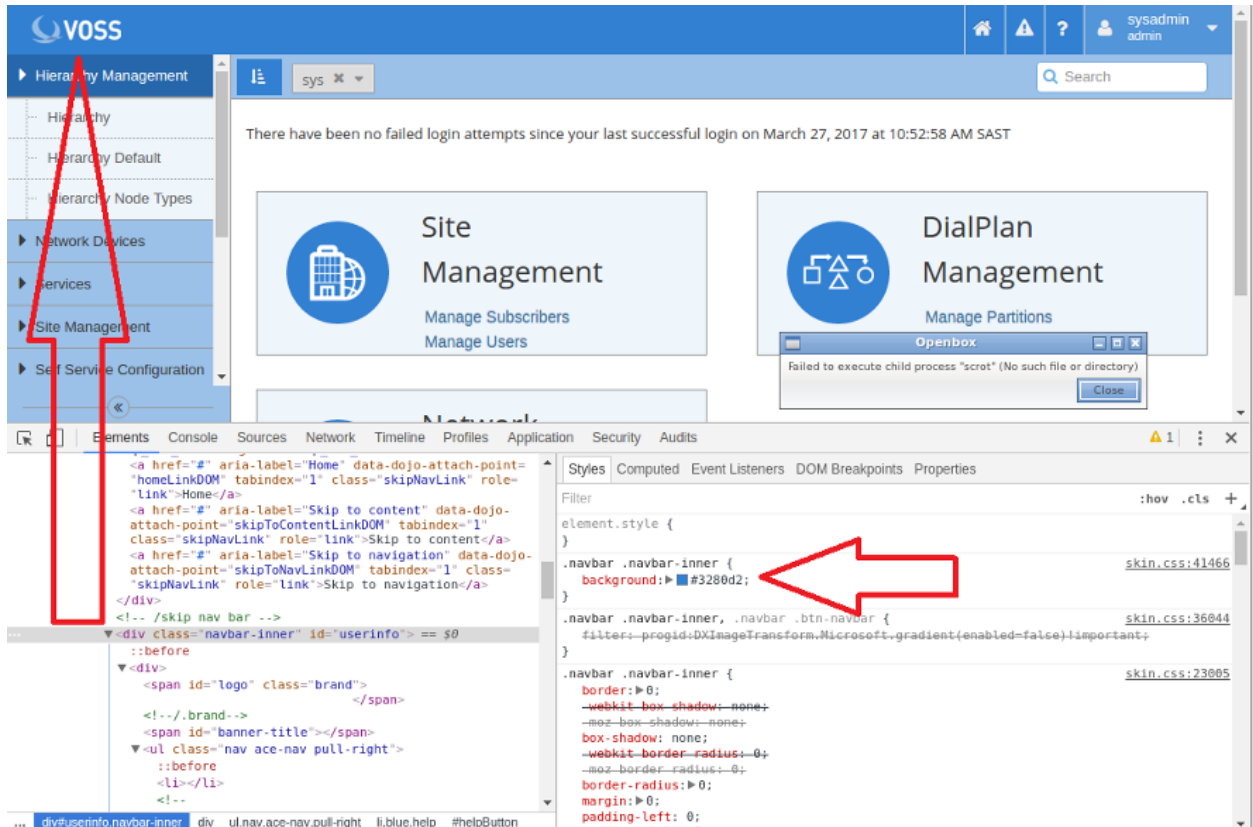 VOSS
sysadmin
admin
?
Hierarchy Management
sys
Search
Hierarchy
Hierarchy Default
Hierarchy Node Types
Network Devices
Services
Site Management
Self Service Configuration
There have been no failed login attempts since your last successful login on March 27, 2017 at 10:52:58 AM SAST
Site
Management
Manage Subscribers
Manage Users
DialPlan
Management
Manage Partitions
Openbox
Failed to execute child process "scrot" (No such file or directory)
Close
Network
Elements Console Sources Network Timeline Profiles Application Security Audits
1
<a href="#" aria-label="Home" data-dojo-attach-point=
"homeLinkDOM" tabindex="1" class="skipNavLink" role=
"link">Home</a>
<a href="#" aria-label="Skip to content" data-dojo-
attach-point="skipToContentLinkDOM" tabindex="1"
class="skipNavLink" role="link">Skip to content</a>
<a href="#" aria-label="Skip to navigation" data-dojo-
attach-point="skipToNavLinkDOM" tabindex="1" class=
"skipNavLink" role="link">Skip to navigation</a>
</div>
<!-- /skip nav bar -->
... ▼<div class="navbar-inner" id="userinfo"> == $0
::before
▼<div>
<span id="logo" class="brand">
</span>
<!--/.brand-->
<span id="banner-title"></span>
▼<ul class="nav ace-nav pull-right">
::before
<li></li>
<!--
... div#userinfo.navbar-inner div ul.nav.ace-nav.pull-right li.blue.help #helpButton
Styles Computed Event Listeners DOM Breakpoints Properties
Filter :hov .cls +
element.style {
}
.navbar .navbar-inner { skin.css:41466
background:▶ #3280d2;
}
.navbar .navbar-inner, .navbar .btn-navbar { skin.css:36044
filter: progid:DXImageTransform.Microsoft.gradient(enabled=false)!important;
}
.navbar .navbar-inner { skin.css:23005
border:▶0;
-webkit-box-shadow: none;
-moz-box-shadow: none;
box-shadow: none;
-webkit-border-radius: 0;
-moz-border-radius: 0;
border-radius:▶0;
margin:▶0;
padding-left: 0;